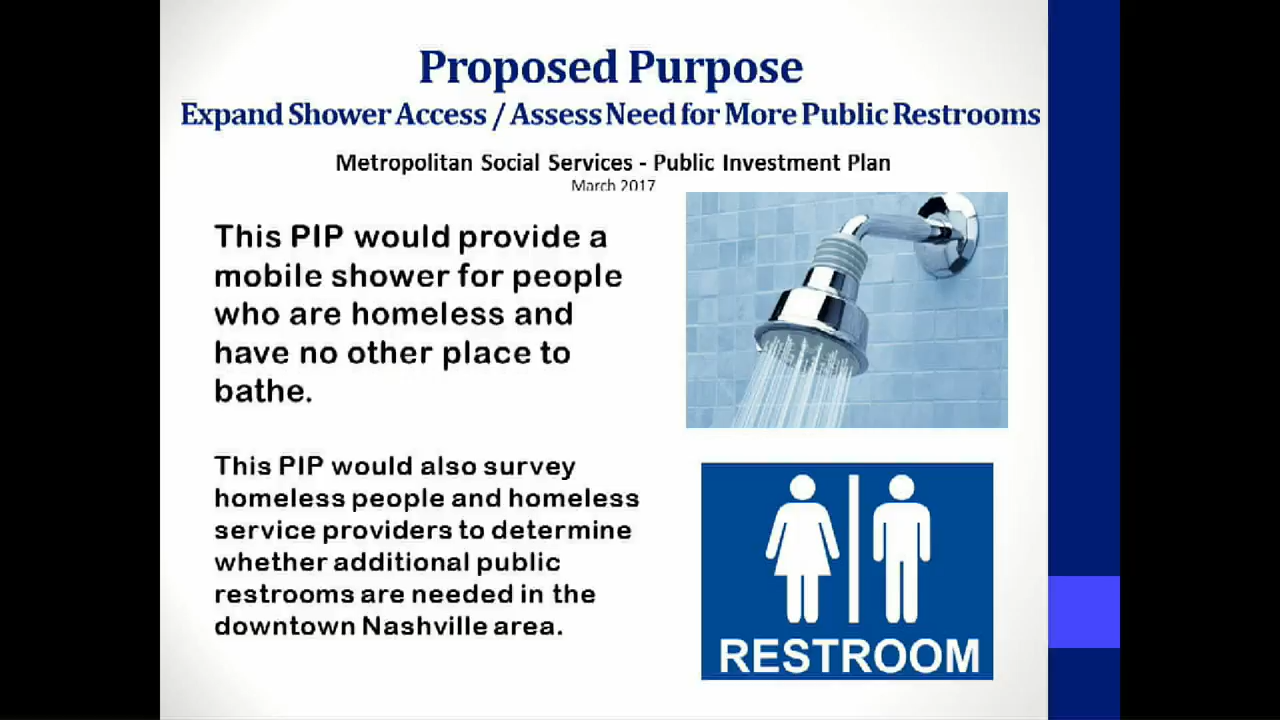 Proposed Purpose
Expand Shower Access / Assess Need for More Public Restrooms
Metropolitan Social Services - Public Investment Plan
March 2017
This PIP would provide a
mobile shower for people
who are homeless and
have no other place to
bathe.
This PIP would also survey
homeless people and homeless
service providers to determine
whether additional public
restrooms are needed in the
downtown Nashville area.
RESTROOM